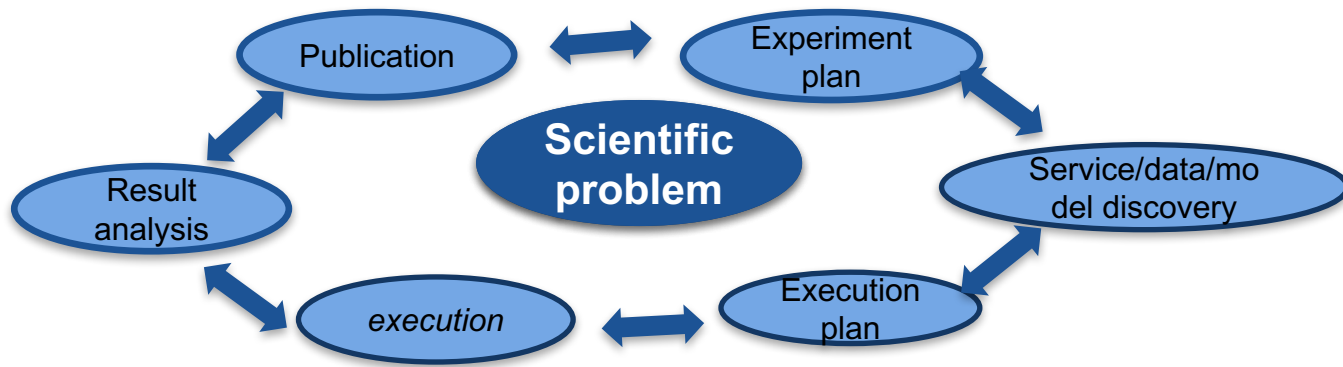 Publication
Experiment
plan
Scientific
problem
Result
analysis
Service/data/mo
del discovery
execution
Execution
plan